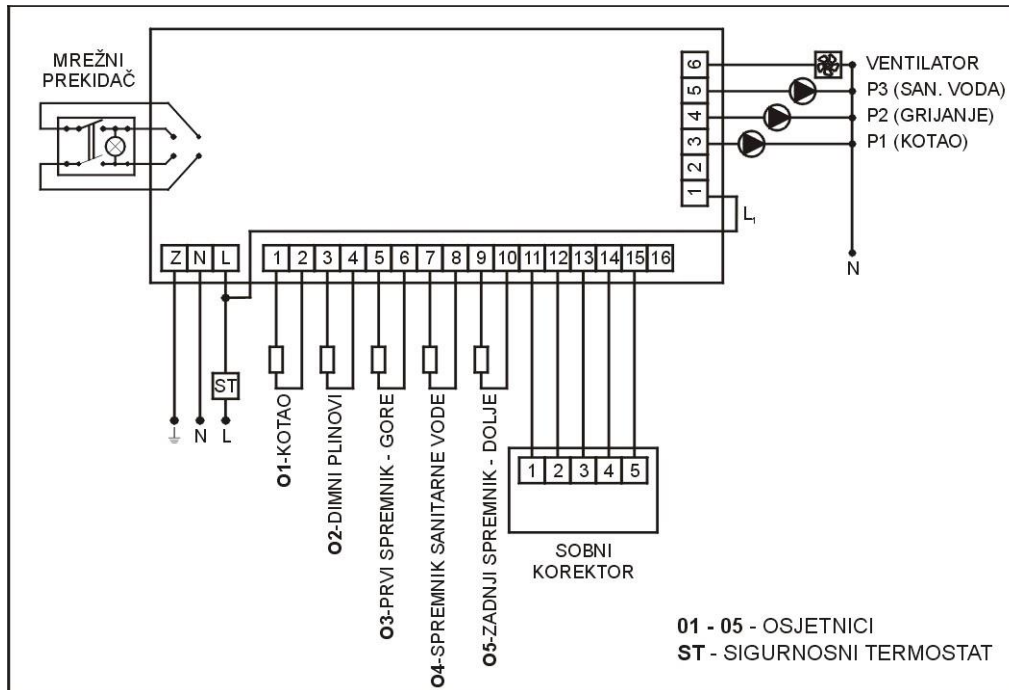 MREŽNI
PREKIDAČ
6
5
4
3
2
1
VENTILATOR
P3 (SAN. VODA)
P2 (GRIJANJE)
P1 (KOTAO)
L1
N
Z N L
1 2 3 4 5 6 7 8 9 10 11 12 13 14 15 16
ST
N L
O1-KOTAO
O2-DIMNI PLINOVI
O3-PRVI SPREMNIK - GORE
O4-SPREMNIK SANITARNE VODE
O5-ZADNJI SPREMNIK - DOLJE
1 2 3 4 5
SOBNI
KOREKTOR
01 - 05 - OSJETNICI
ST - SIGURNOSNI TERMOSTAT